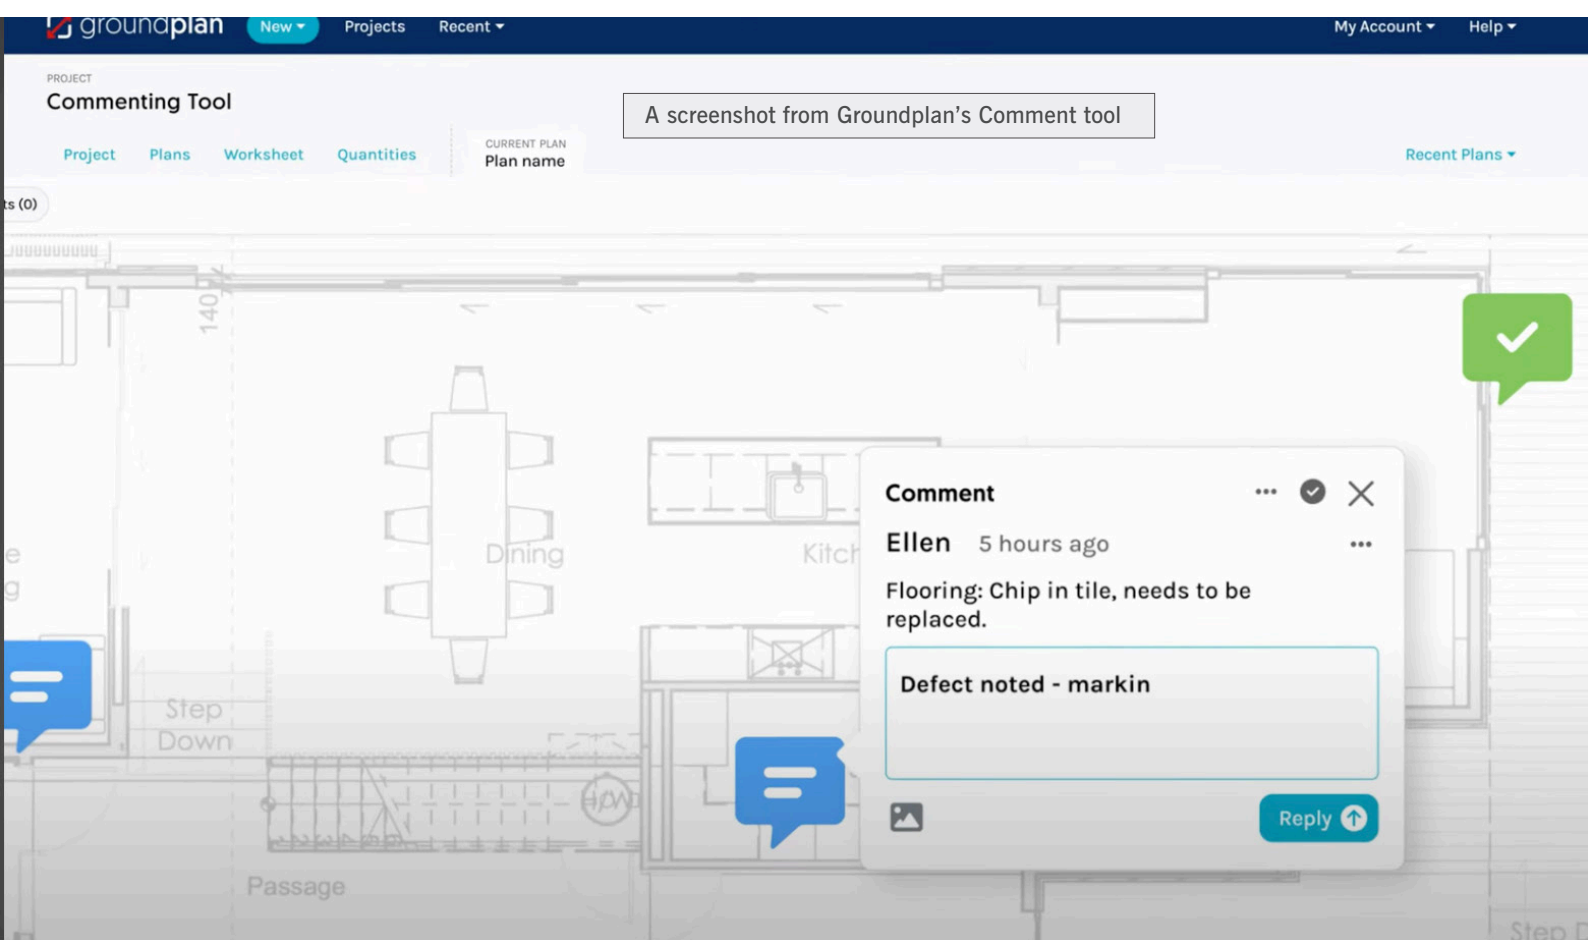 groundplan New Projects Recent My Account Help
PROJECT
Commenting Tool
A screenshot from Groundplan’s Comment tool
Project Plans Worksheet Quantities
CURRENT PLAN
Plan name
Recent Plans
ts (0)
140
Dining
Kitch
e
g
Comment
Ellen 5 hours ago
Flooring: Chip in tile, needs to be
replaced.
Defect noted - markin
Reply
Step
Down
Passage
Step D